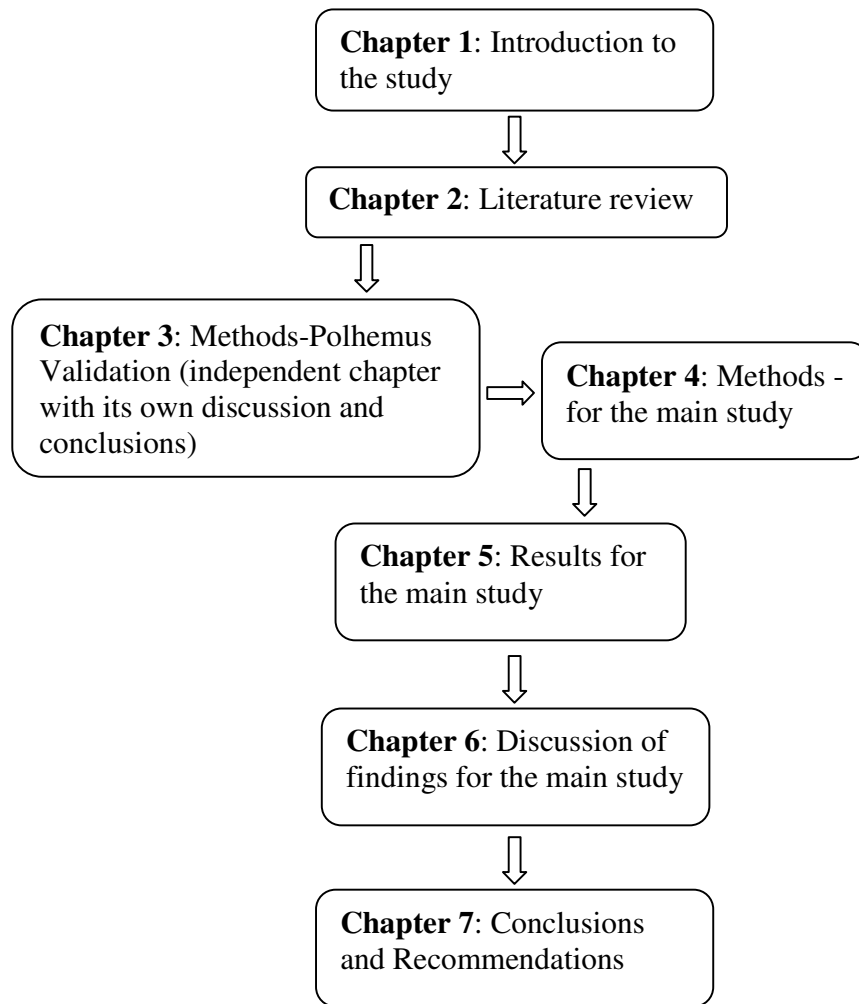 Chapter 1: Introduction to
the study
Chapter 2: Literature review
Chapter 3: Methods-Polhemus
Validation (independent chapter
with its own discussion and
conclusions)
Chapter 4: Methods -
for the main study
Chapter 5: Results for
the main study
Chapter 6: Discussion of
findings for the main study
Chapter 7: Conclusions
and Recommendations